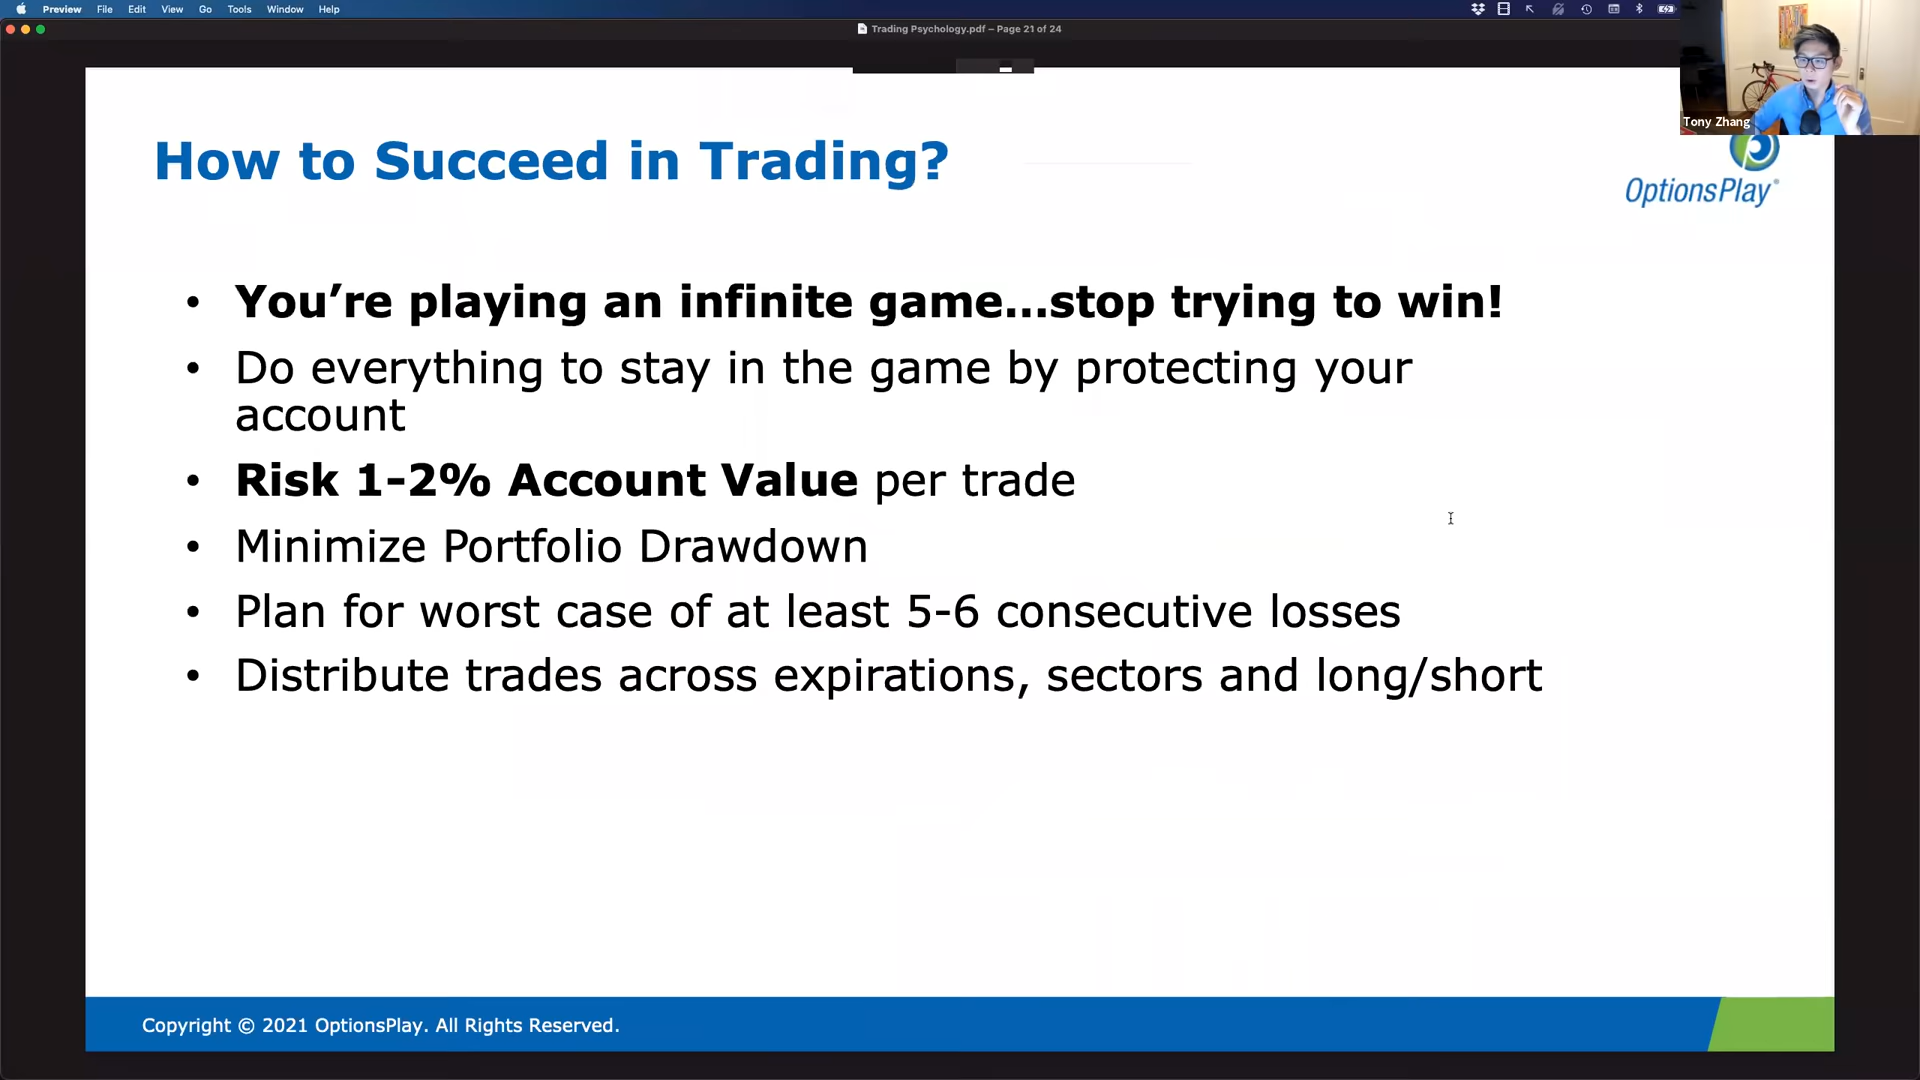 Preview File Edit View Go Tools Window Help
Trading Psychology.pdf – Page 21 of 24
Tony Zhang
How to Succeed in Trading?
OptionsPlay®
• You’re playing an infinite game...stop trying to win!
• Do everything to stay in the game by protecting your
account
• Risk 1-2% Account Value per trade
• Minimize Portfolio Drawdown
• Plan for worst case of at least 5-6 consecutive losses
• Distribute trades across expirations, sectors and long/short
Copyright © 2021 OptionsPlay. All Rights Reserved.